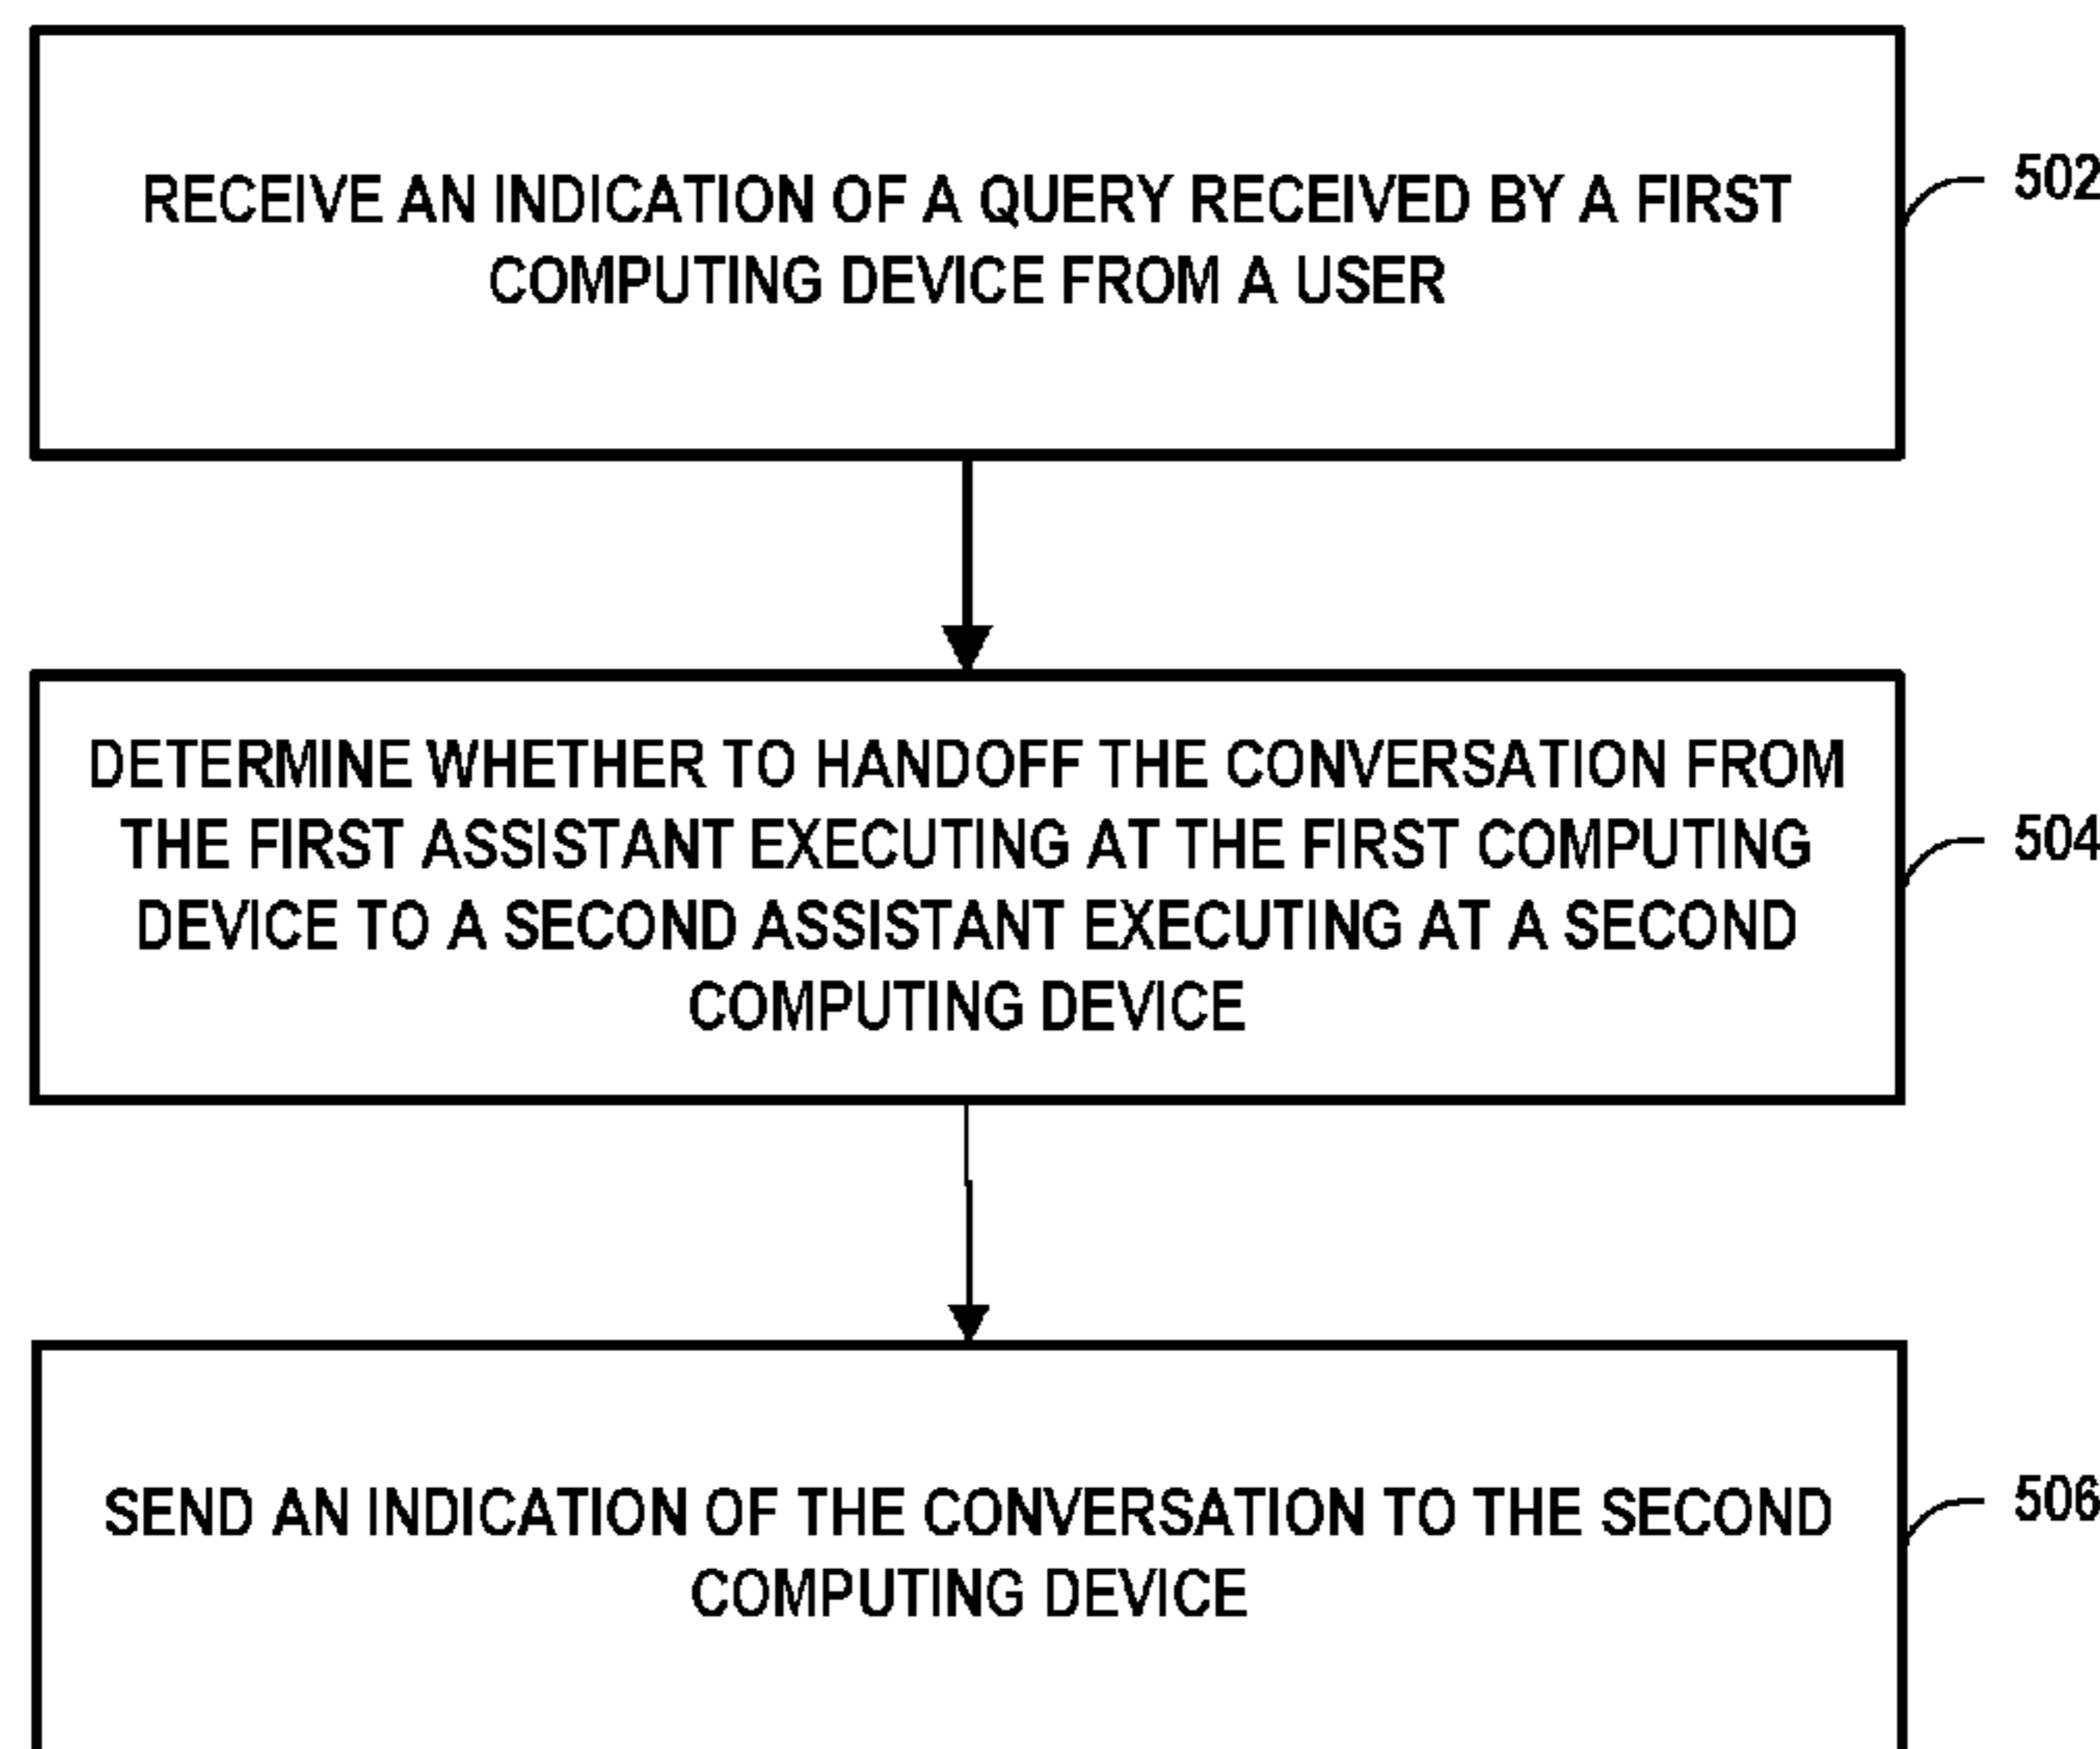 RECEIVE AN INDICATION OF A QUERY RECEIVED BY A FIRST
COMPUTING DEVICE FROM A USER
502
DETERMINE WHETHER TO HANDOFF THE CONVERSATION FROM
THE FIRST ASSISTANT EXECUTING AT THE FIRST COMPUTING
DEVICE TO A SECOND ASSISTANT EXECUTING AT A SECOND
COMPUTING DEVICE
504
SEND AN INDICATION OF THE CONVERSATION TO THE SECOND
COMPUTING DEVICE
506